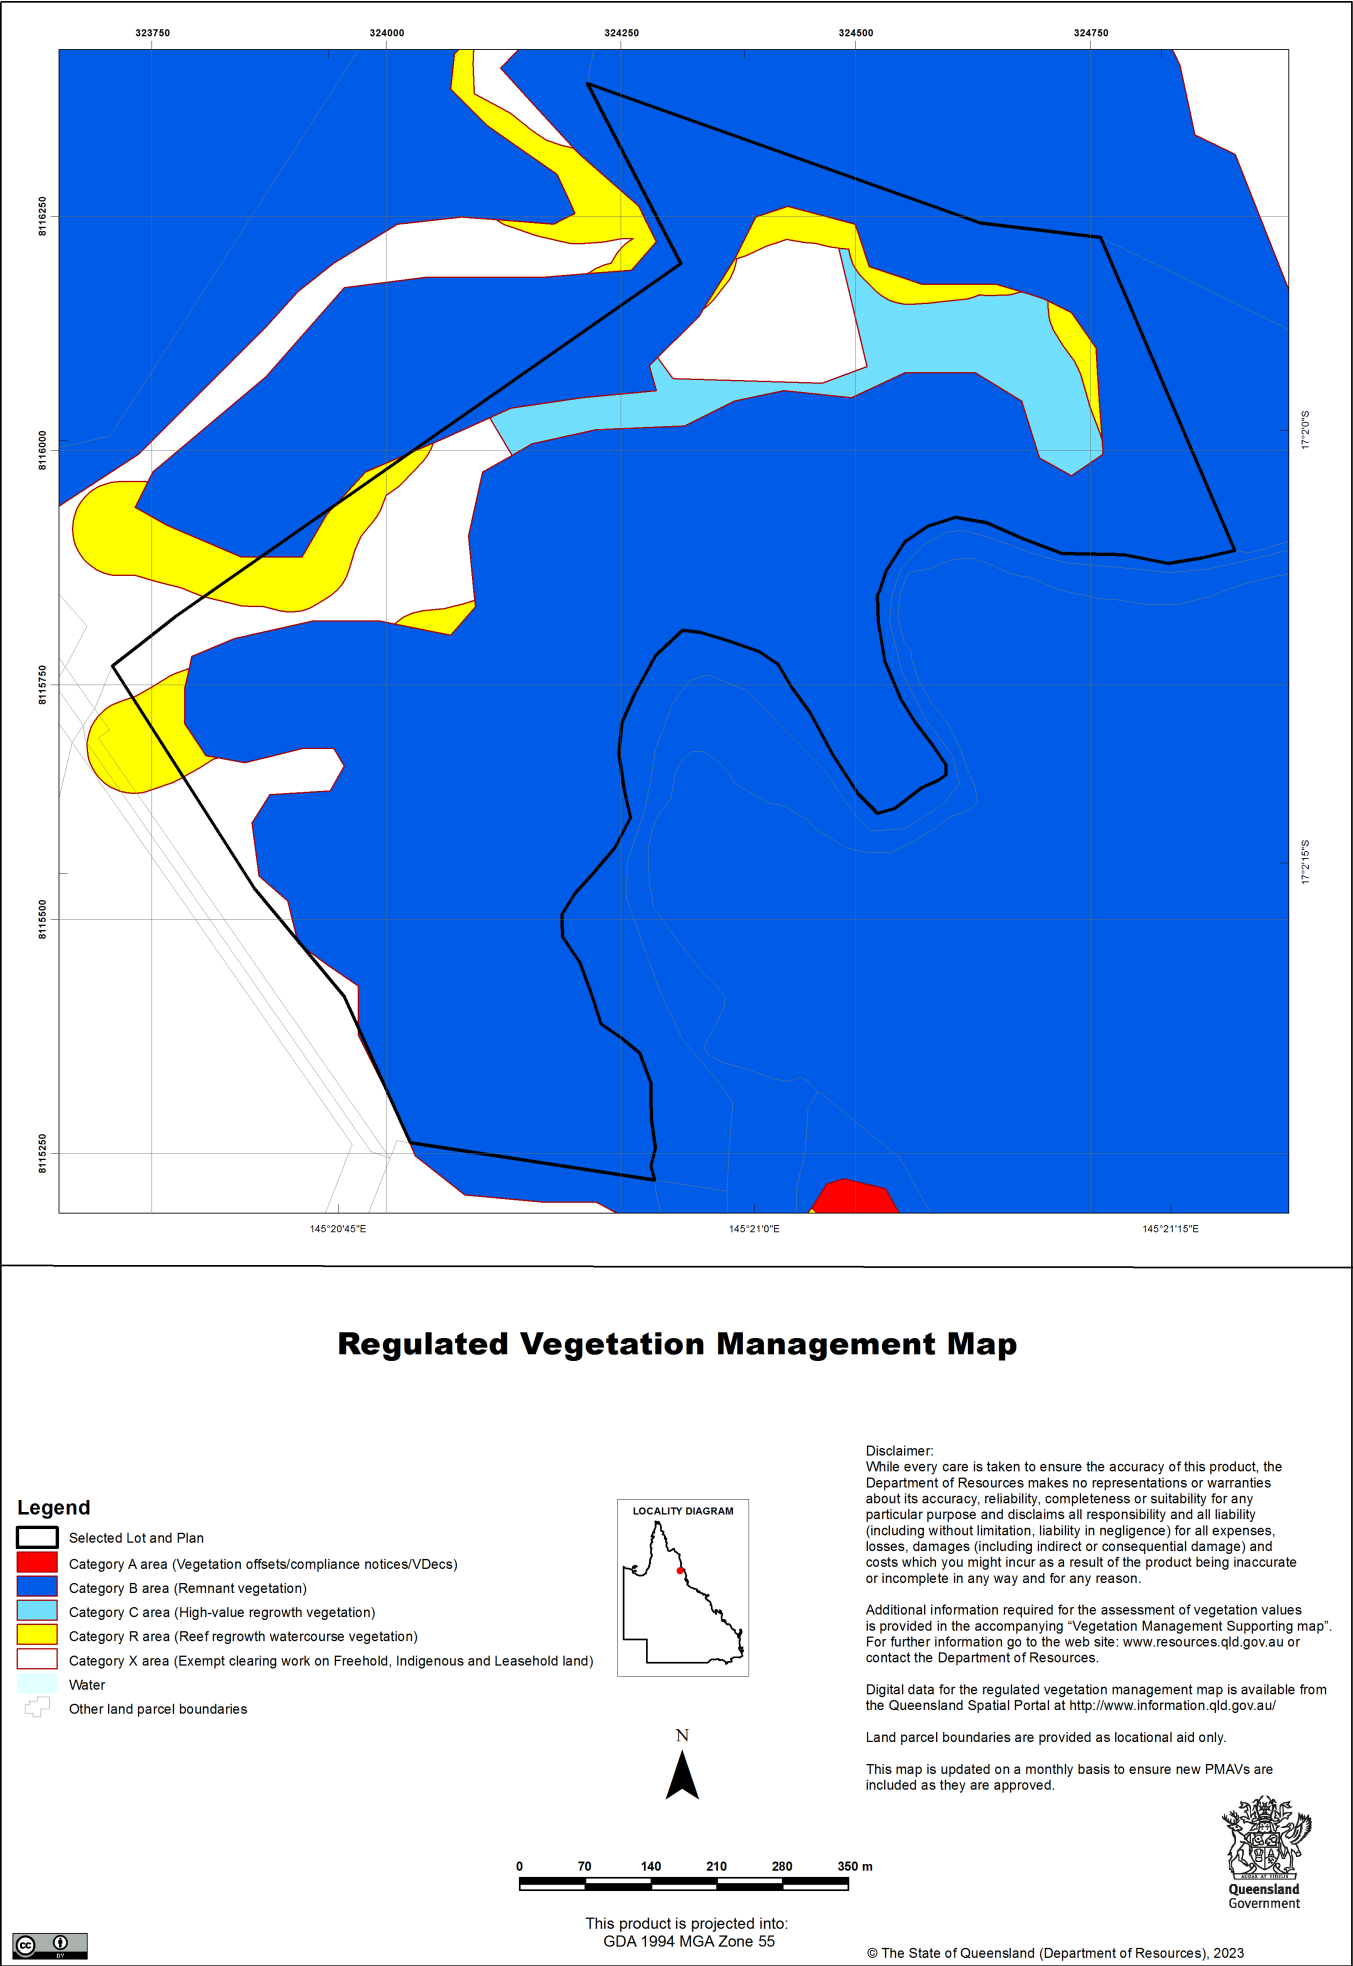 323750 324000 324250 324500 324750
8116250
8116000
8115750
8115500
8115250
17°2'0"S
17°2'15"S
145°20'45"E 145°21'0"E 145°21'15"E
Regulated Vegetation Management Map
Legend
Selected Lot and Plan
Category A area (Vegetation offsets/compliance notices/VDecs)
Category B area (Remnant vegetation)
Category C area (High-value regrowth vegetation)
Category R area (Reef regrowth watercourse vegetation)
Category X area (Exempt clearing work on Freehold, Indigenous and Leasehold land)
Water
Other land parcel boundaries
LOCALITY DIAGRAM
N
0 70 140 210 280 350 m
This product is projected into:
GDA 1994 MGA Zone 55
Disclaimer:
While every care is taken to ensure the accuracy of this product, the
Department of Resources makes no representations or warranties
about its accuracy, reliability, completeness or suitability for any
particular purpose and disclaims all responsibility and all liability
(including without limitation, liability in negligence) for all expenses,
losses, damages (including indirect or consequential damage) and
costs which you might incur as a result of the product being inaccurate
or incomplete in any way and for any reason.
Additional information required for the assessment of vegetation values
is provided in the accompanying “Vegetation Management Supporting map”.
For further information go to the web site: www.resources.qld.gov.au or
contact the Department of Resources.
Digital data for the regulated vegetation management map is available from
the Queensland Spatial Portal at http://www.information.qld.gov.au/
Land parcel boundaries are provided as locational aid only.
This map is updated on a monthly basis to ensure new PMAVs are
included as they are approved.
AUDAX AT FIDELIS
Queensland
Government
cc
BY
© The State of Queensland (Department of Resources), 2023